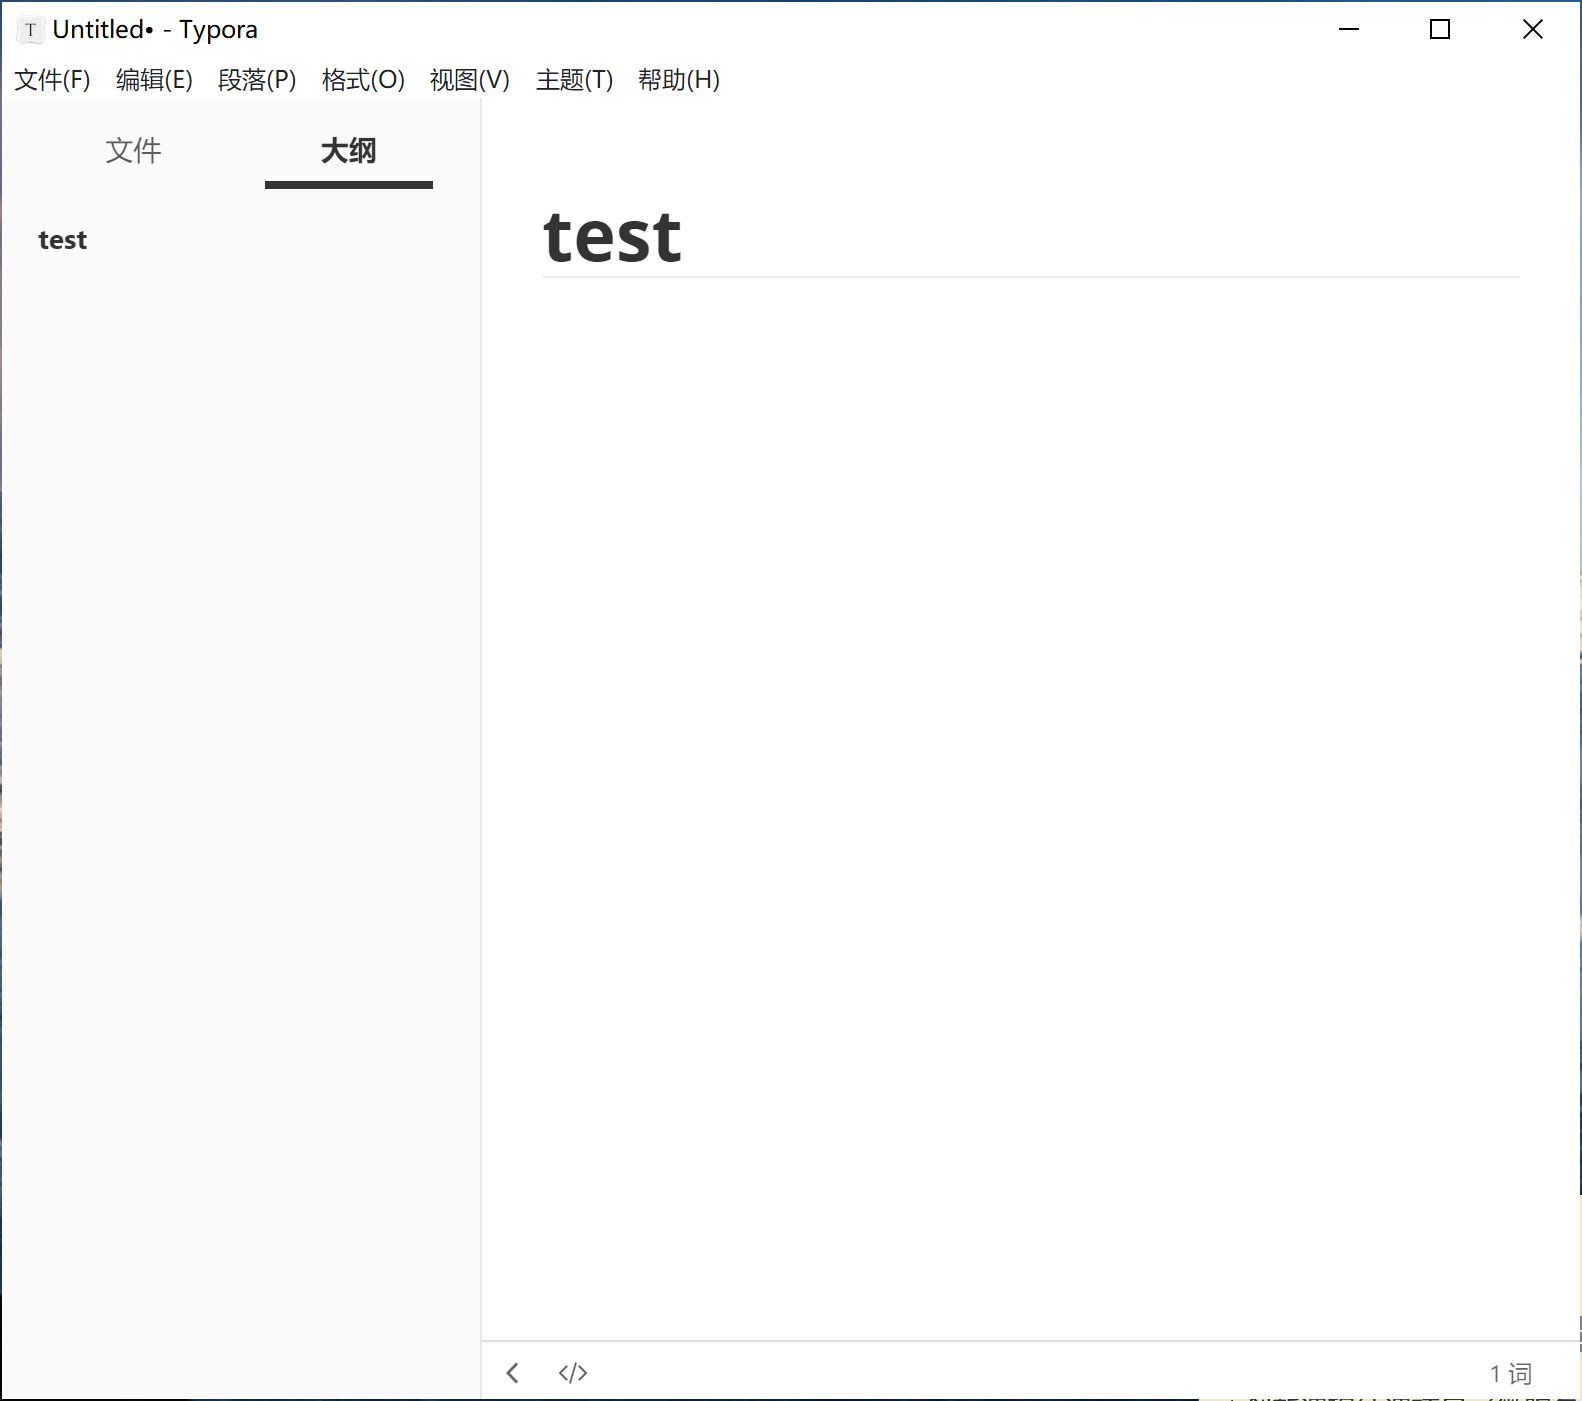 T Untitled• - Typora
文件(F) 编辑(E) 段落(P) 格式(O) 视图(V) 主题(T) 帮助(H)
文件 大纲
test
test
</>
1 词